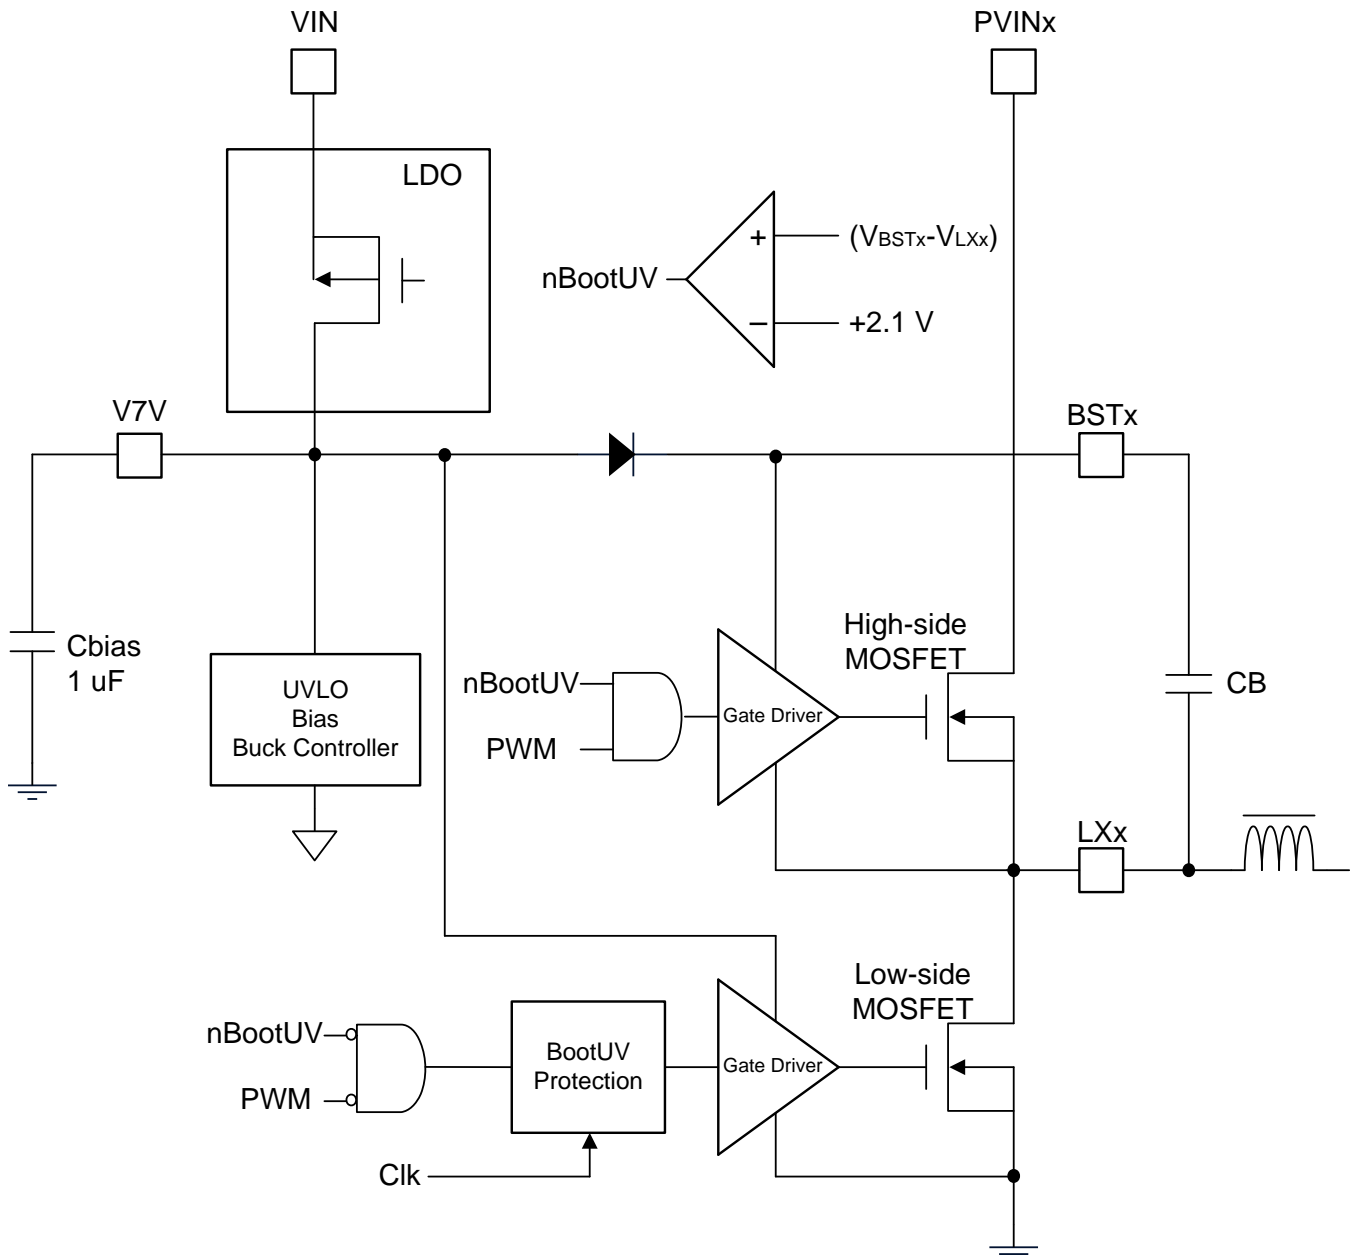 VIN
PVINx
LDO
+
(VBSTx-VLXx)
nBootUV
−
+2.1 V
V7V
BSTx
Cbias
1 uF
High-side
MOSFET
UVLO
Bias
Buck Controller
nBootUV
PWM
Gate Driver
CB
LXx
Low-side
MOSFET
nBootUV
PWM
BootUV
Protection
Gate Driver
Clk